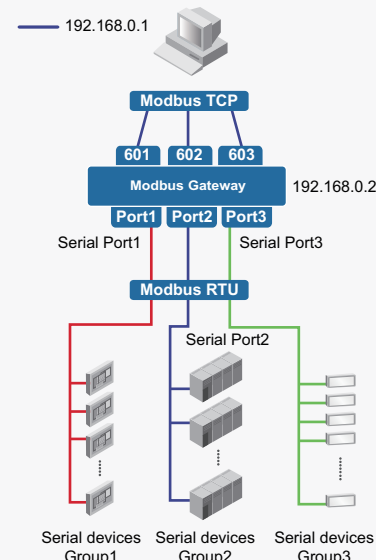 192.168.0.1
Modbus TCP
601 602 603
Modbus Gateway
192.168.0.2
Port1 Port2 Port3
Serial Port1
Serial Port3
Modbus RTU
Serial Port2
Serial devices Serial devices Serial devices
Group1 Group2 Group3